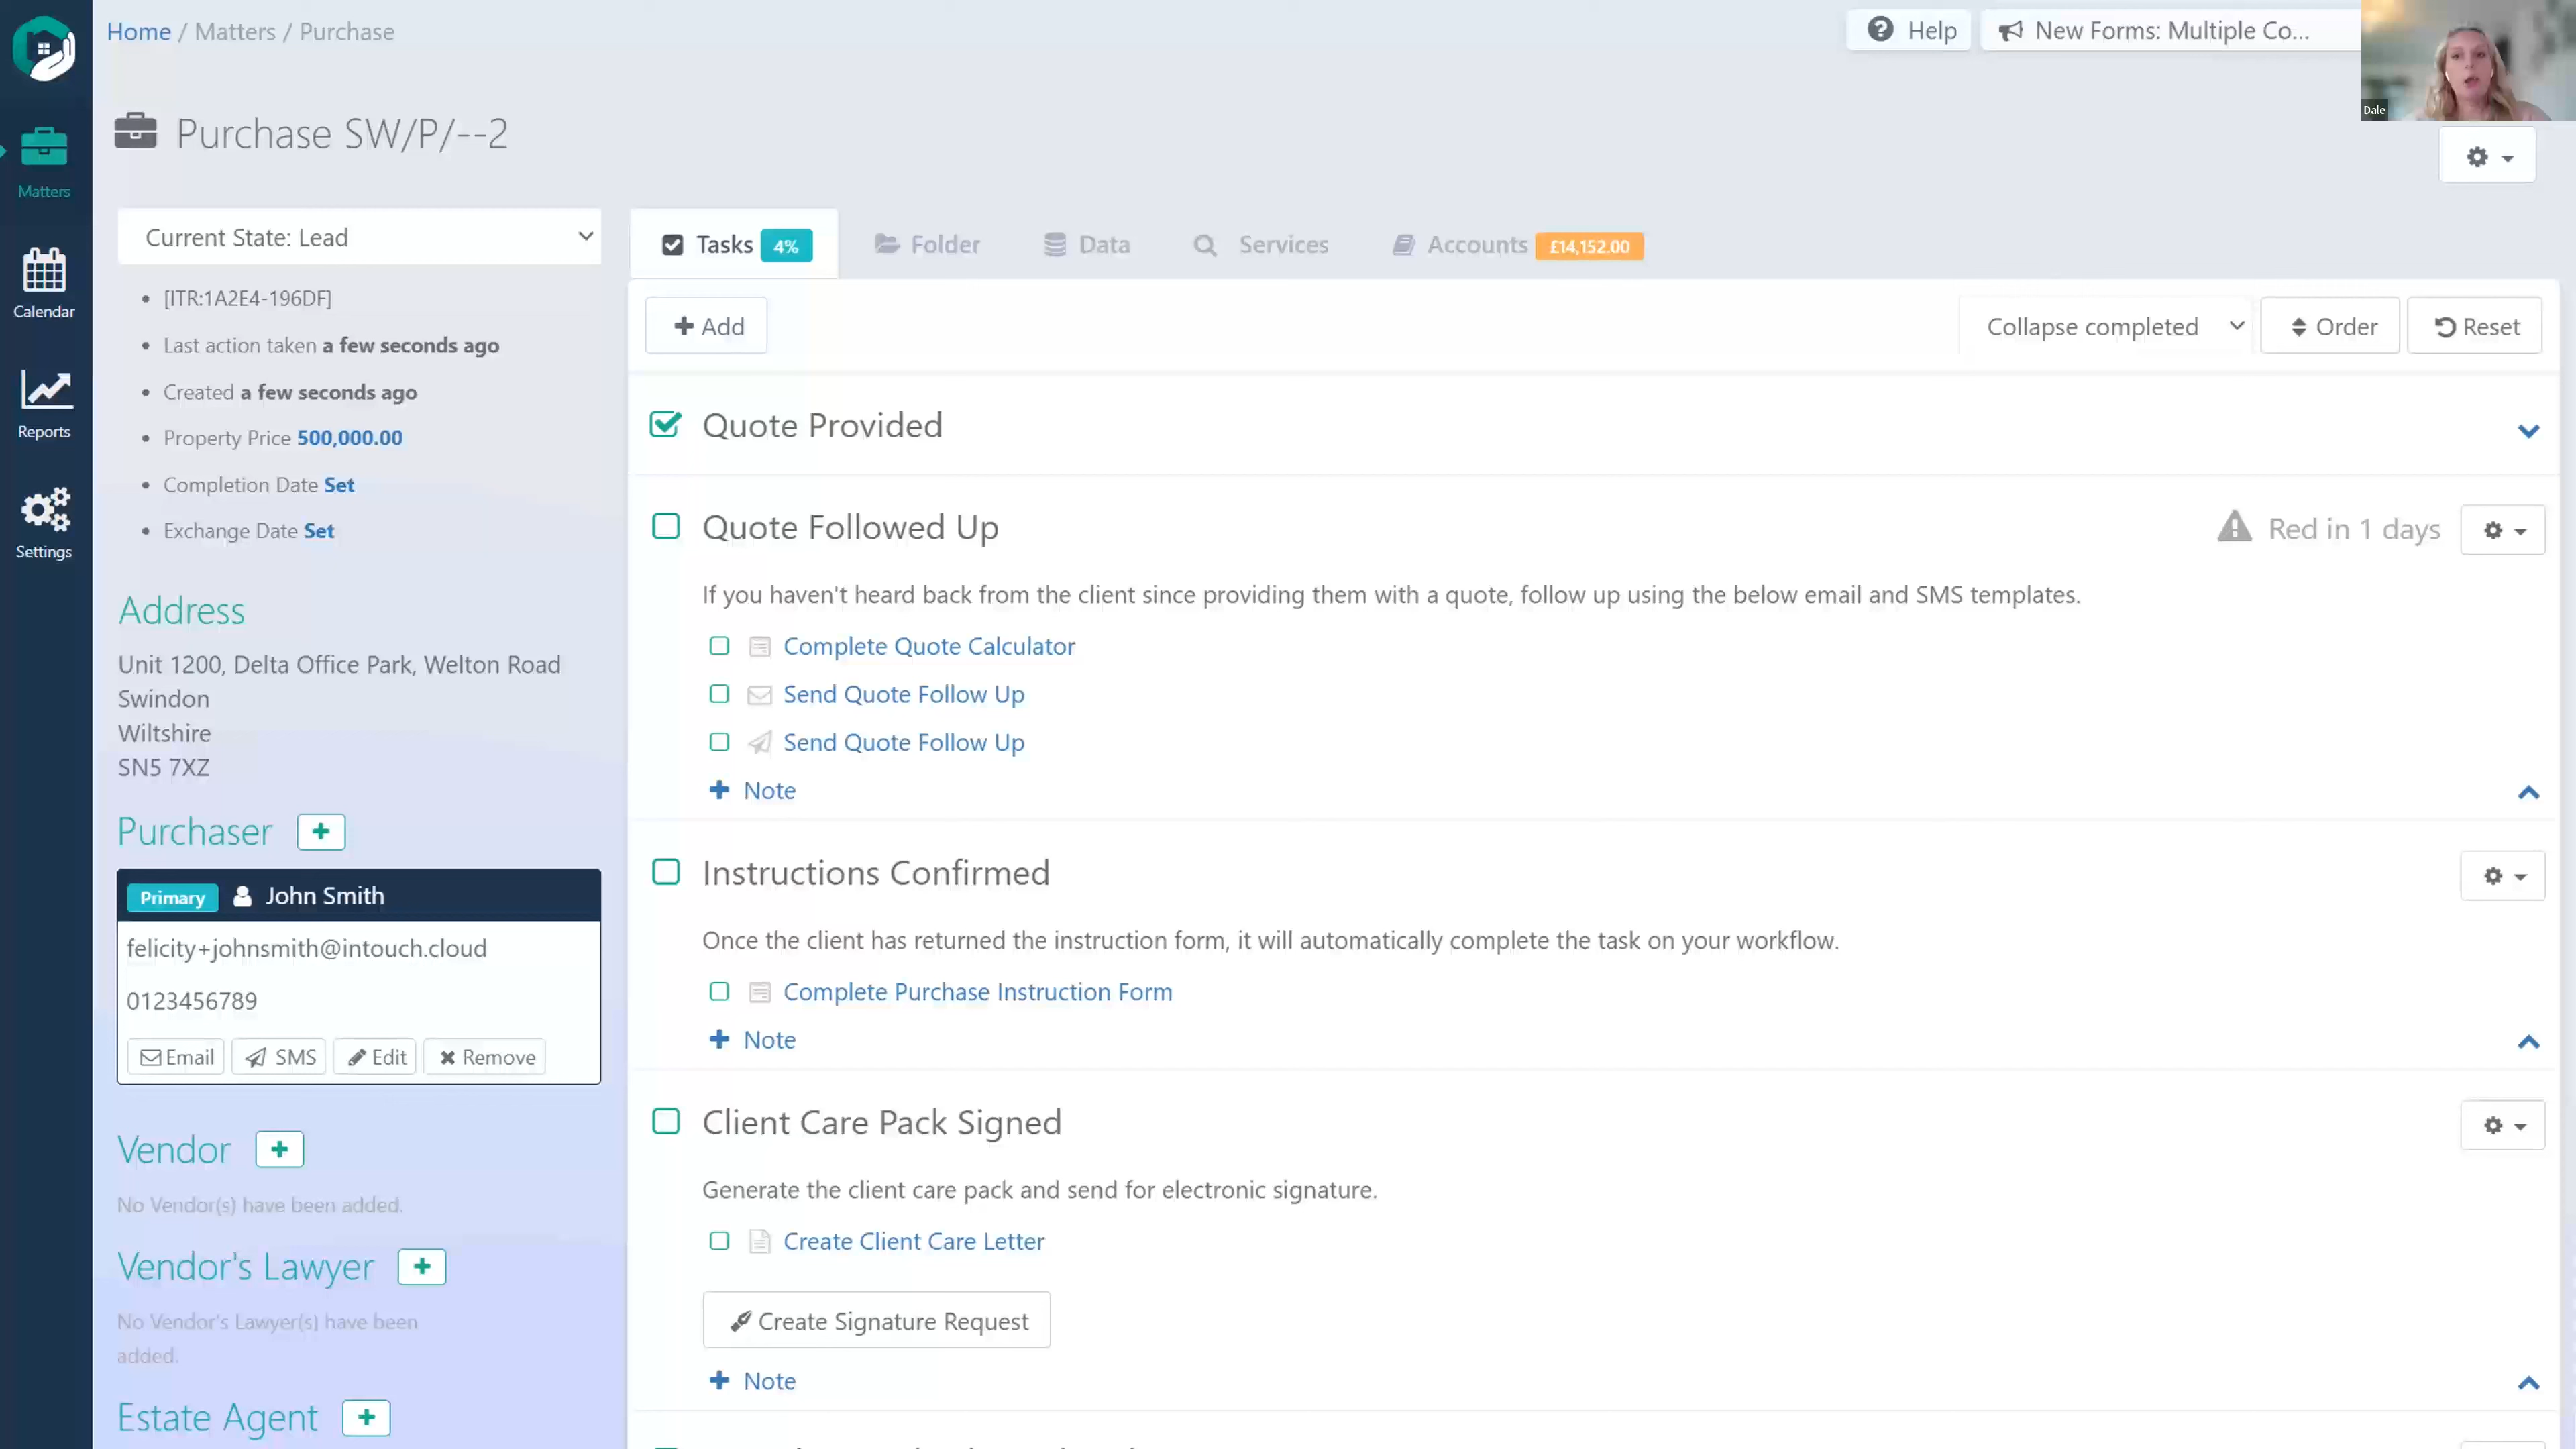 Home / Matters / Purchase
Help
New Forms: Multiple Co...
Dale
Purchase SW/P/--2
Matters
Calendar
Reports
Settings
Current State: Lead
[ITR:1A2E4-196DF]
Last action taken a few seconds ago
Created a few seconds ago
Property Price 500,000.00
Completion Date Set
Exchange Date Set
Address
Unit 1200, Delta Office Park, Welton Road
Swindon
Wiltshire
SN5 7XZ
Purchaser
Primary John Smith
felicity+johnsmith@intouch.cloud
0123456789
Email SMS Edit Remove
Vendor
No Vendor(s) have been added.
Vendor's Lawyer
No Vendor's Lawyer(s) have been
added.
Estate Agent
Tasks 4% Folder Data Services Accounts £14,152.00
Add
Collapse completed Order Reset
Quote Provided
Quote Followed Up
Red in 1 days
If you haven't heard back from the client since providing them with a quote, follow up using the below email and SMS templates.
Complete Quote Calculator
Send Quote Follow Up
Send Quote Follow Up
Note
Instructions Confirmed
Once the client has returned the instruction form, it will automatically complete the task on your workflow.
Complete Purchase Instruction Form
Note
Client Care Pack Signed
Generate the client care pack and send for electronic signature.
Create Client Care Letter
Create Signature Request
Note